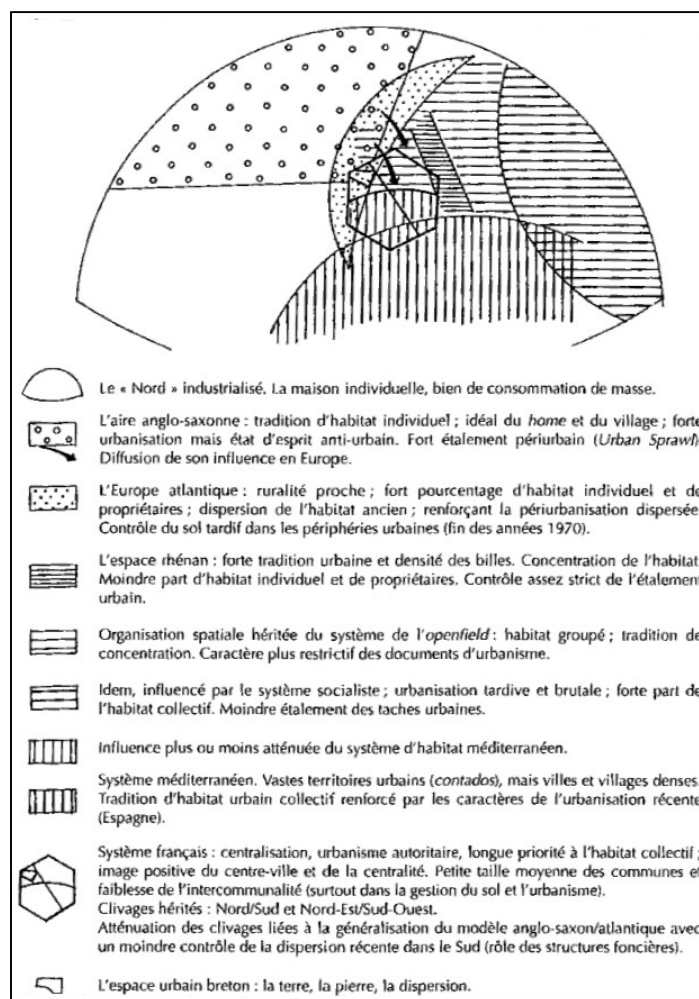 Le « Nord » industrialisé. La maison individuelle, bien de consommation de masse.
L'aire anglo-saxonne : tradition d'habitat individuel ; idéal du home et du village ; forte
urbanisation mais état d'esprit anti-urbain. Fort étalement périurbain (Urban Sprawl)
Diffusion de son influence en Europe.
L'Europe atlantique : ruralité proche ; fort pourcentage d'habitat individuel et de
propriétaires ; dispersion de l'habitat ancien ; renforçant la périurbanisation dispersée
Contrôle du sol tardif dans les périphéries urbaines (fin des années 1970).
L'espace rhénan : forte tradition urbaine et densité des billes. Concentration de l'habitat
Moindre part d'habitat individuel et de propriétaires. Contrôle assez strict de l'étalement
urbain.
Organisation spatiale héritée du système de l'openfield : habitat groupé ; tradition de
concentration. Caractère plus restrictif des documents d'urbanisme.
Idem, influencé par le système socialiste ; urbanisation tardive et brutale ; forte part de
l'habitat collectif. Moindre étalement des taches urbaines.
Influence plus ou moins atténuée du système d'habitat méditerranéen.
Système méditerranéen. Vastes territoires urbains (contados), mais villes et villages denses.
Tradition d'habitat urbain collectif renforcé par les caractères de l'urbanisation récente
(Espagne).
Système français : centralisation, urbanisme autoritaire, longue priorité à l'habitat collectif ;
image positive du centre-ville et de la centralité. Petite taille moyenne des communes et
faiblesse de l'intercommunalité (surtout dans la gestion du sol et l'urbanisme).
Clivages hérités : Nord/Sud et Nord-Est/Sud-Ouest.
Atténuation des clivages liées à la généralisation du modèle anglo-saxon/atlantique avec
un moindre contrôle de la dispersion récente dans le Sud (rôle des structures foncières).
L'espace urbain breton : la terre, la pierre, la dispersion.